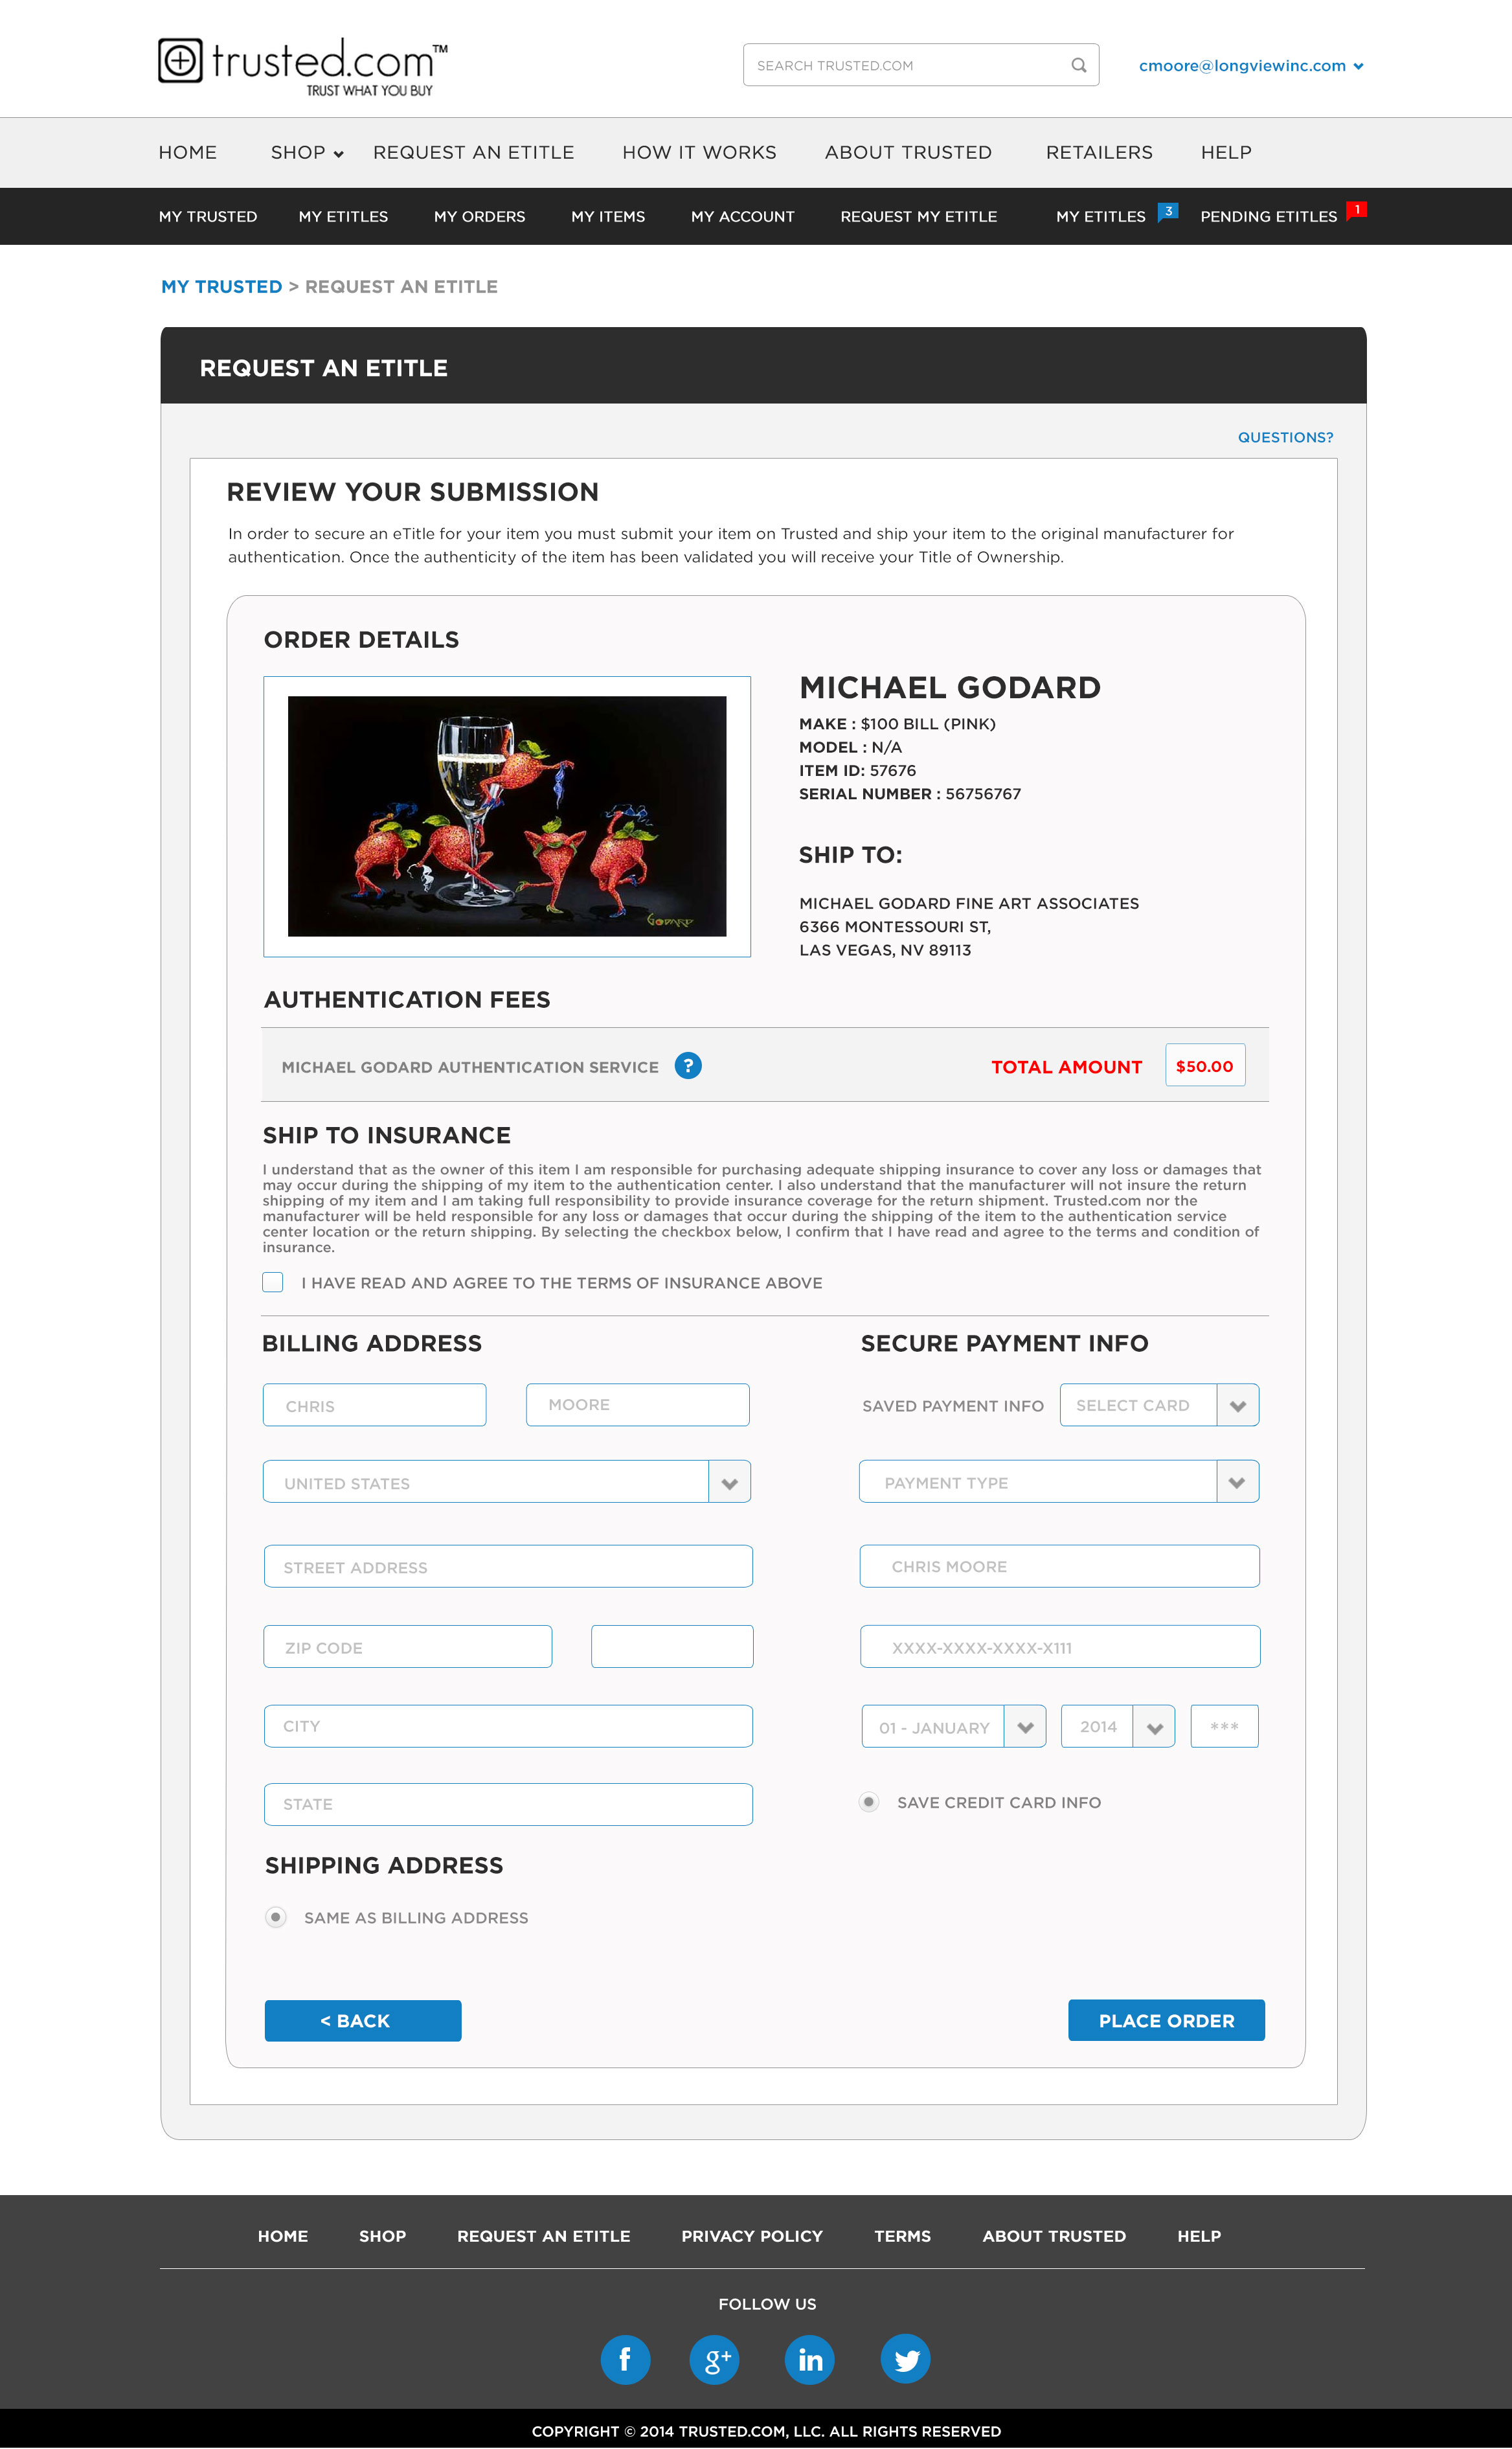 trusted.com™
TRUST WHAT YOU BUY
SEARCH TRUSTED.COM
cmoore@longviewinc.com
HOME SHOP REQUEST AN ETITLE HOW IT WORKS ABOUT TRUSTED RETAILERS HELP
MY TRUSTED MY ETITLES MY ORDERS MY ITEMS MY ACCOUNT REQUEST MY ETITLE MY ETITLES 3 PENDING ETITLES 1
MY TRUSTED > REQUEST AN ETITLE
REQUEST AN ETITLE
QUESTIONS?
REVIEW YOUR SUBMISSION
In order to secure an eTitle for your item you must submit your item on Trusted and ship your item to the original manufacturer for
authentication. Once the authenticity of the item has been validated you will receive your Title of Ownership.
ORDER DETAILS
GODARD
MICHAEL GODARD
MAKE : $100 BILL (PINK)
MODEL : N/A
ITEM ID: 57676
SERIAL NUMBER : 56756767
SHIP TO:
MICHAEL GODARD FINE ART ASSOCIATES
6366 MONTESSOURI ST,
LAS VEGAS, NV 89113
AUTHENTICATION FEES
MICHAEL GODARD AUTHENTICATION SERVICE ? TOTAL AMOUNT $50.00
SHIP TO INSURANCE
I understand that as the owner of this item I am responsible for purchasing adequate shipping insurance to cover any loss or damages that
may occur during the shipping of my item to the authentication center. I also understand that the manufacturer will not insure the return
shipping of my item and I am taking full responsibility to provide insurance coverage for the return shipment. Trusted.com nor the
manufacturer will be held responsible for any loss or damages that occur during the shipping of the item to the authentication service
center location or the return shipping. By selecting the checkbox below, I confirm that I have read and agree to the terms and condition of
insurance.
I HAVE READ AND AGREE TO THE TERMS OF INSURANCE ABOVE
BILLING ADDRESS
CHRIS MOORE
UNITED STATES
STREET ADDRESS
ZIP CODE
CITY
STATE
SECURE PAYMENT INFO
SAVED PAYMENT INFO SELECT CARD
PAYMENT TYPE
CHRIS MOORE
XXXX-XXXX-XXXX-X111
01 - JANUARY 2014 ***
SAVE CREDIT CARD INFO
SHIPPING ADDRESS
SAME AS BILLING ADDRESS
< BACK PLACE ORDER
HOME SHOP REQUEST AN ETITLE PRIVACY POLICY TERMS ABOUT TRUSTED HELP
FOLLOW US
f g+ in
COPYRIGHT © 2014 TRUSTED.COM, LLC. ALL RIGHTS RESERVED